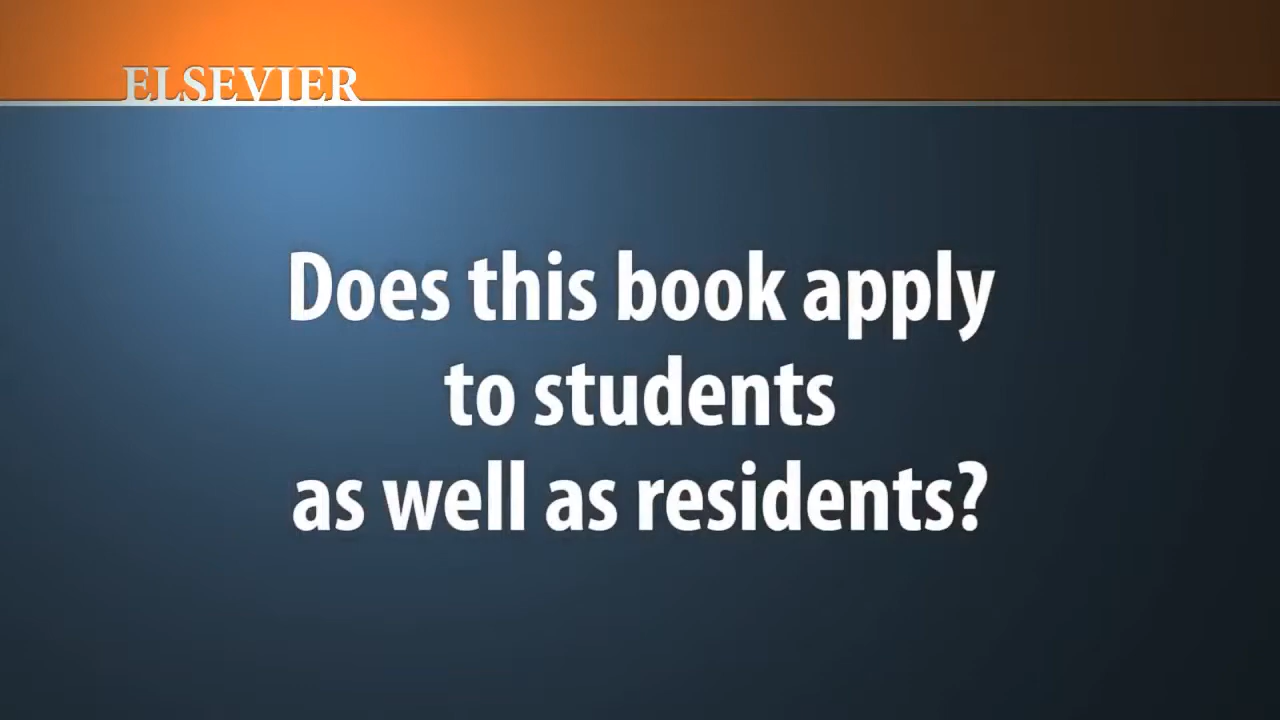 ELSEVIER
Does this book apply
to students
as well as residents?